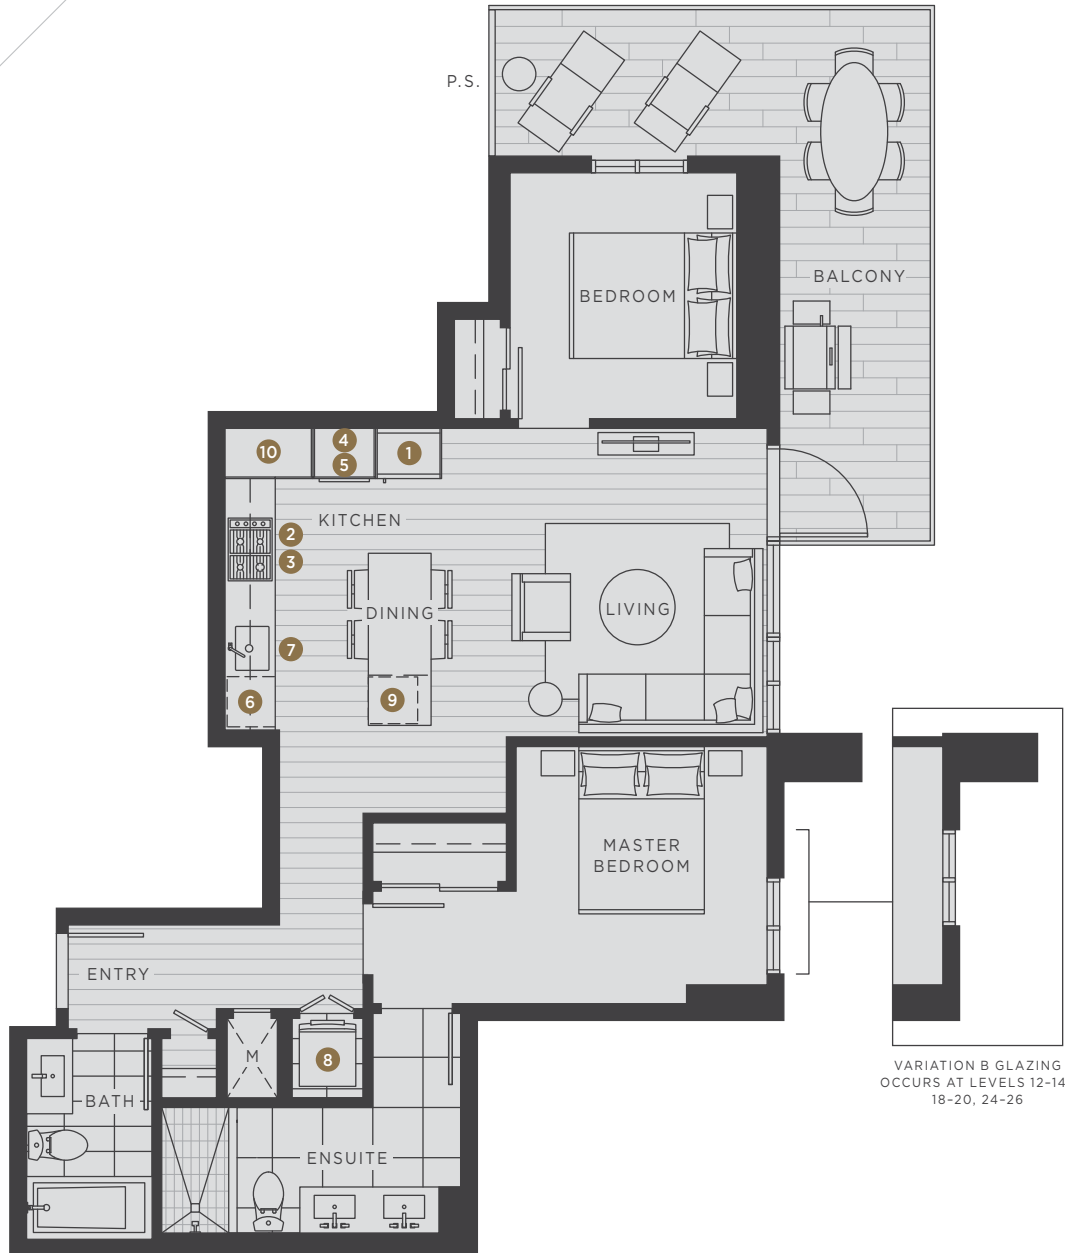 P.S.
BALCONY
BEDROOM
4
10
1
5
KITCHEN
2
3
DINING
LIVING
7
6
9
MASTER
BEDROOM
ENTRY
M
8
BATH
ENSUITE
VARIATION B GLAZING
OCCURS AT LEVELS 12-14
18-20, 24-26